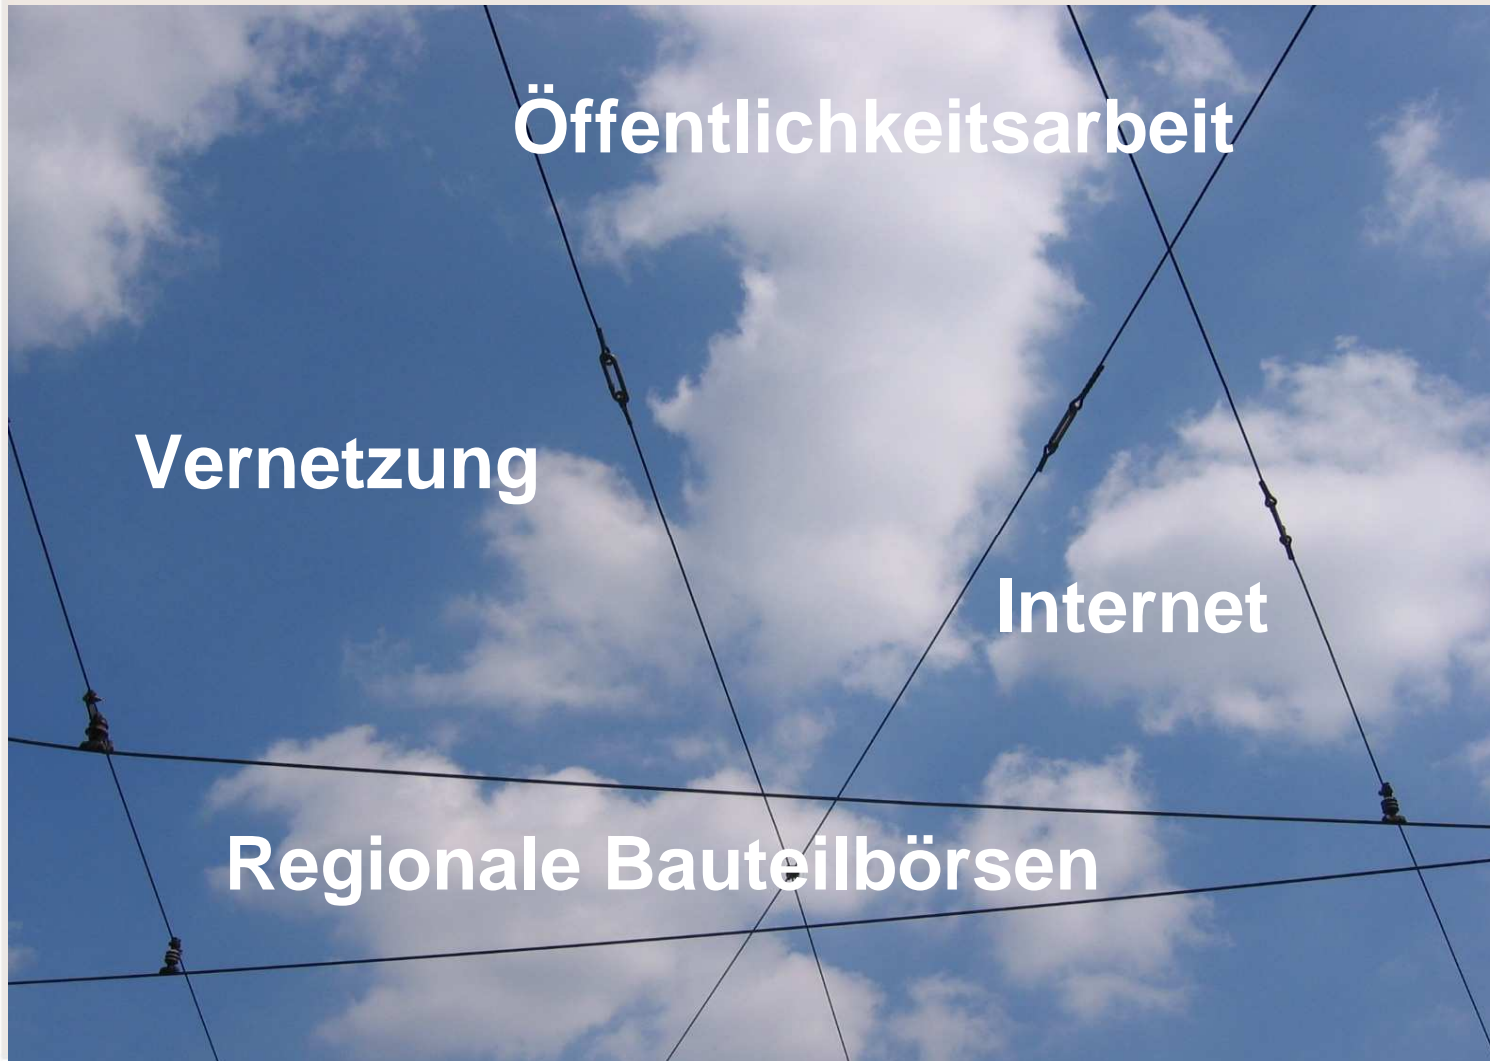 Öffentlichkeitsarbeit
Vernetzung
Internet
Regionale Bauteilbörsen